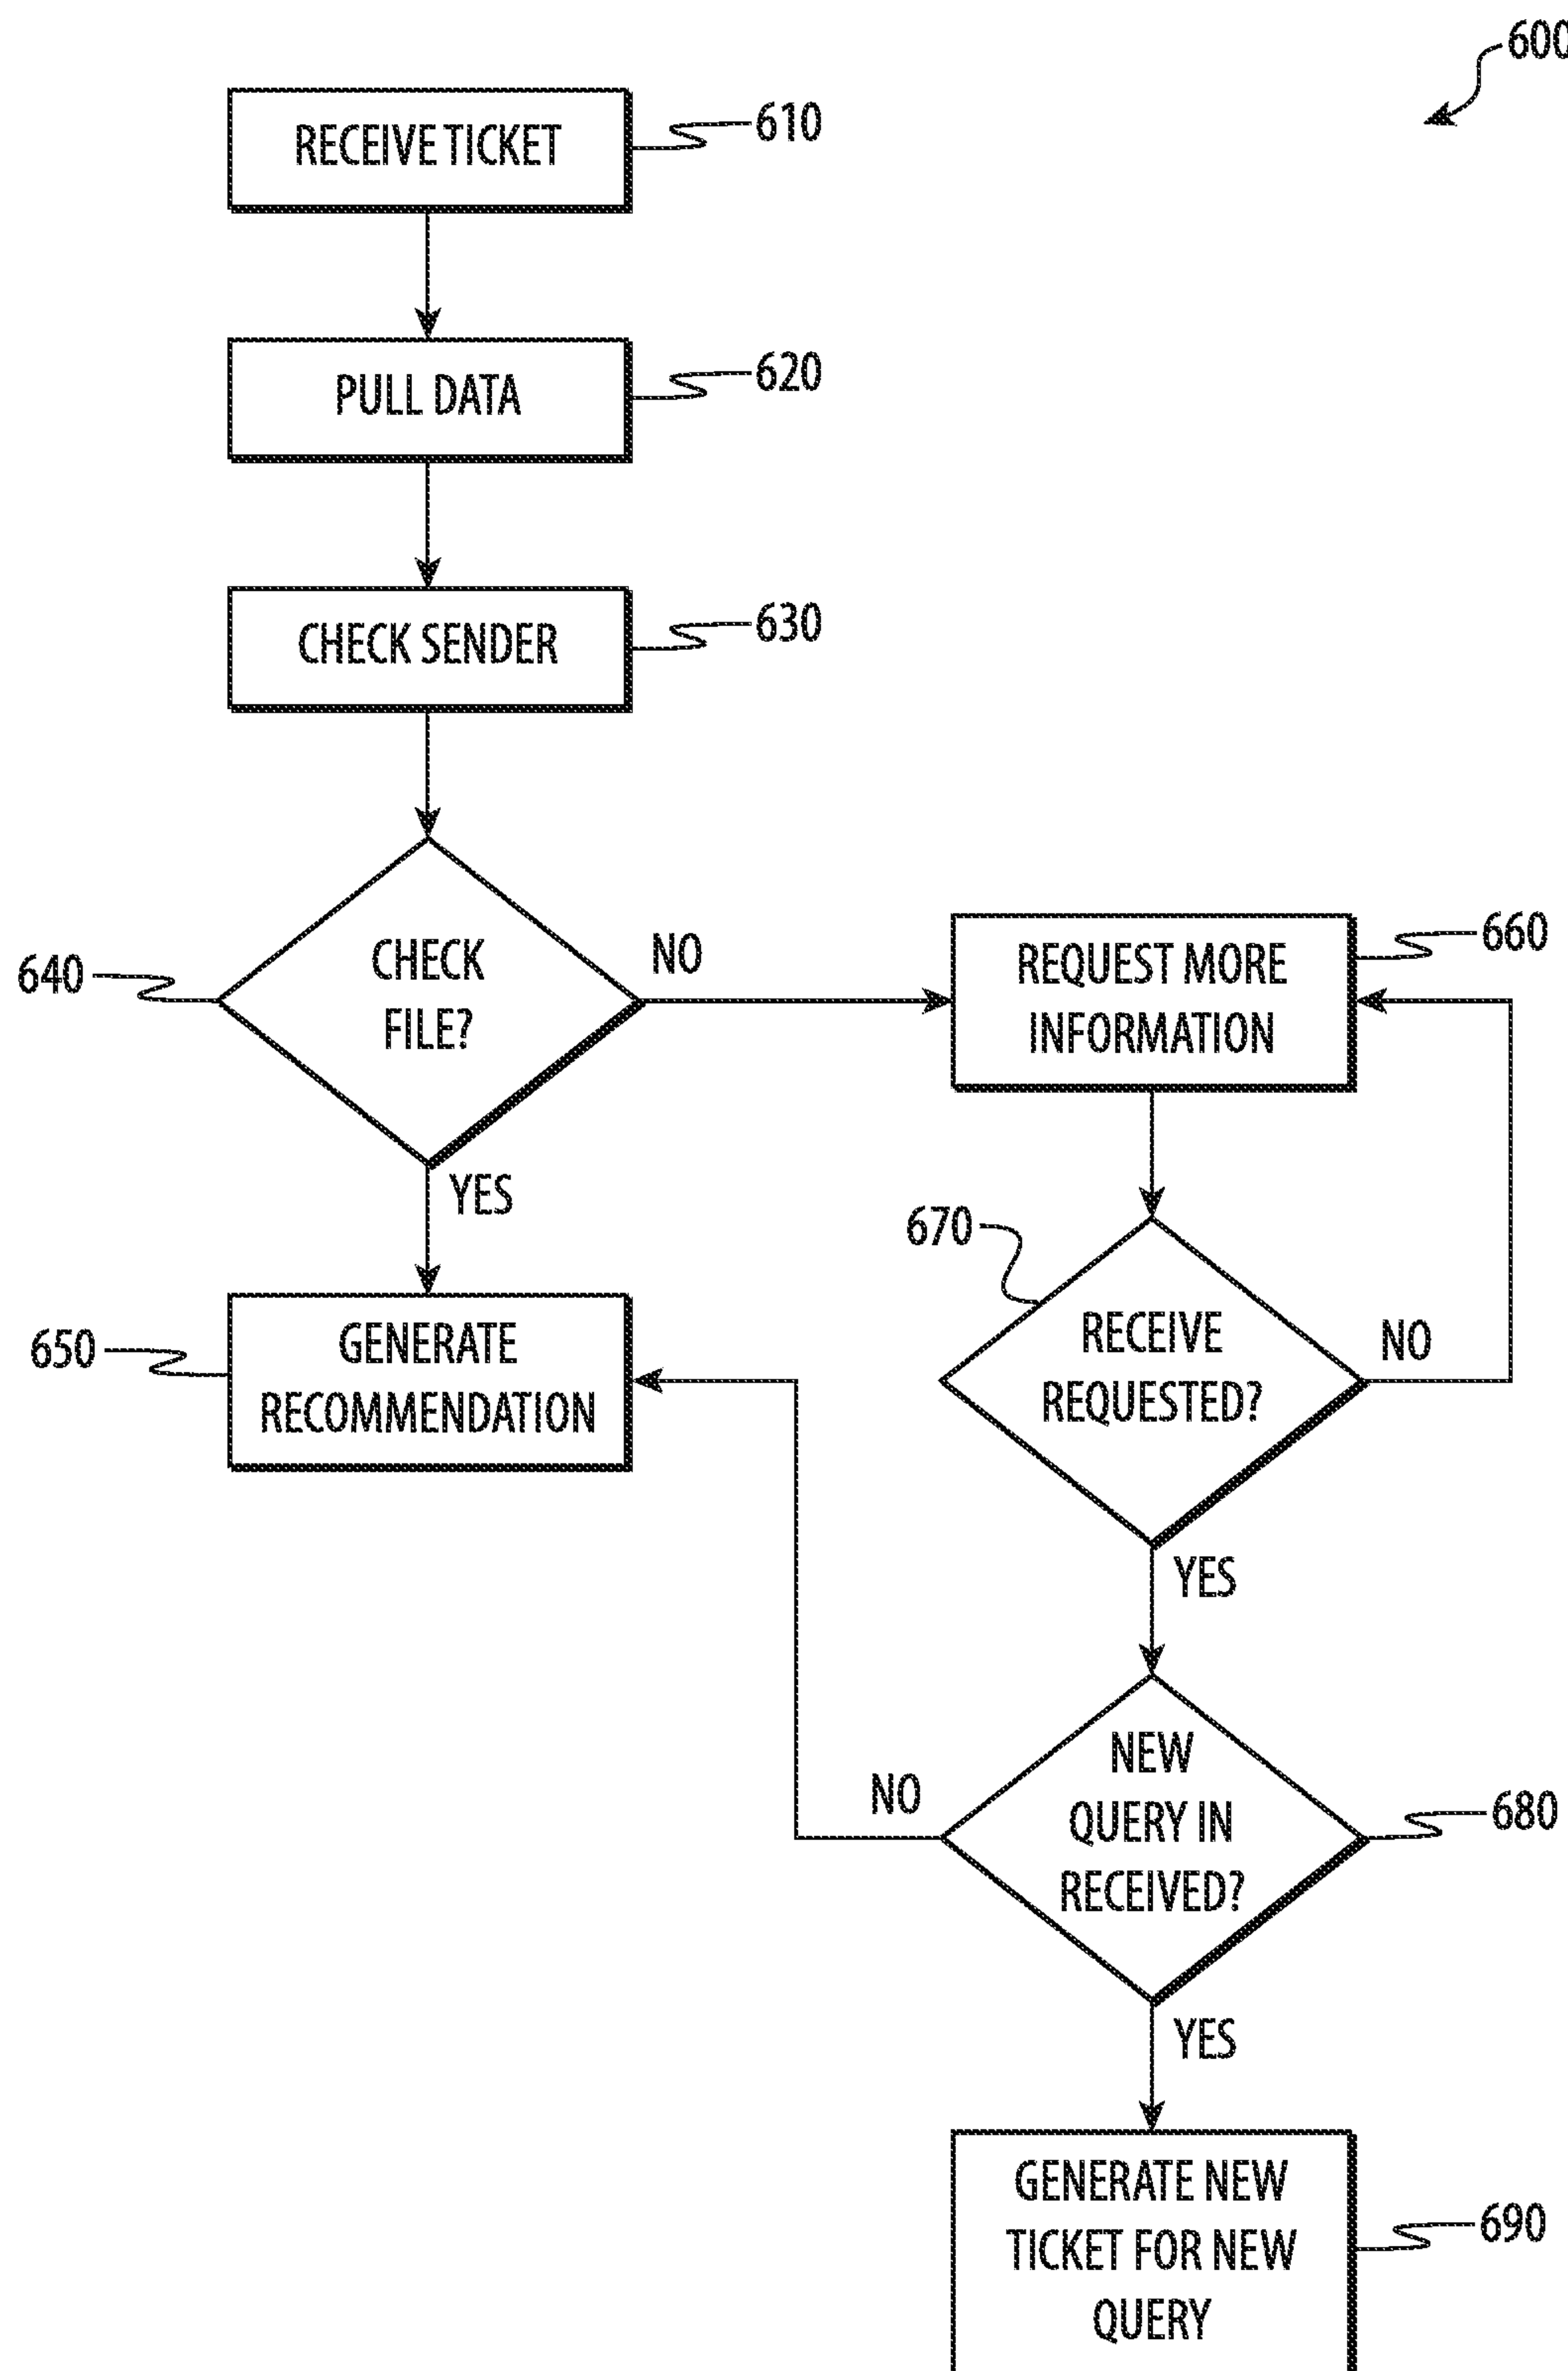 600
RECEIVE TICKET
610
PULL DATA
620
CHECK SENDER
630
CHECK
FILE?
640
NO
YES
REQUEST MORE
INFORMATION
660
GENERATE
RECOMMENDATION
650
670
RECEIVE
REQUESTED?
NO
YES
NEW
QUERY IN
RECEIVED?
NO
680
YES
GENERATE NEW
TICKET FOR NEW
QUERY
690